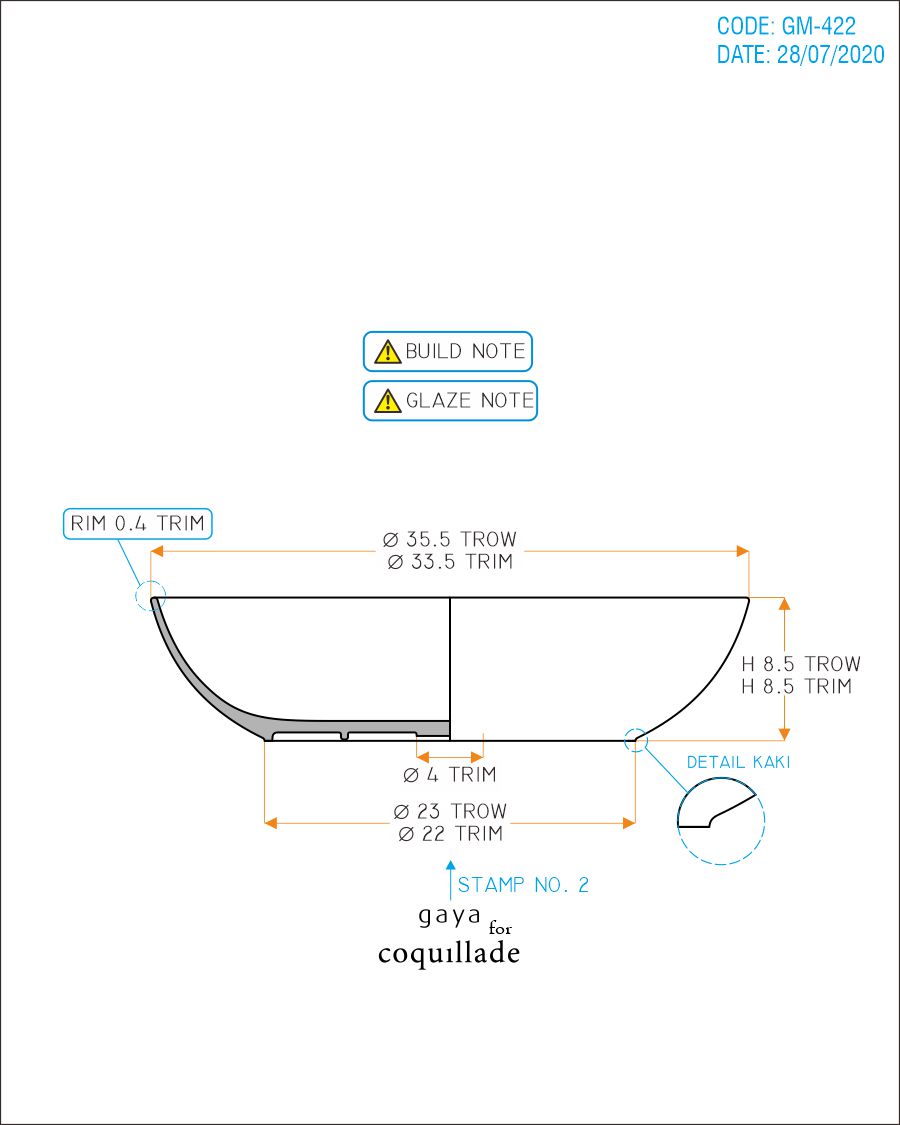 CODE: GM-422
DATE: 28/07/2020
BUILD NOTE
GLAZE NOTE
RIM 0.4 TRIM
Ø 35.5 TROW
Ø 33.5 TRIM
H 8.5 TROW
H 8.5 TRIM
DETAIL KAKI
Ø 4 TRIM
Ø 23 TROW
Ø 22 TRIM
STAMP NO. 2
gaya for
coquıllade